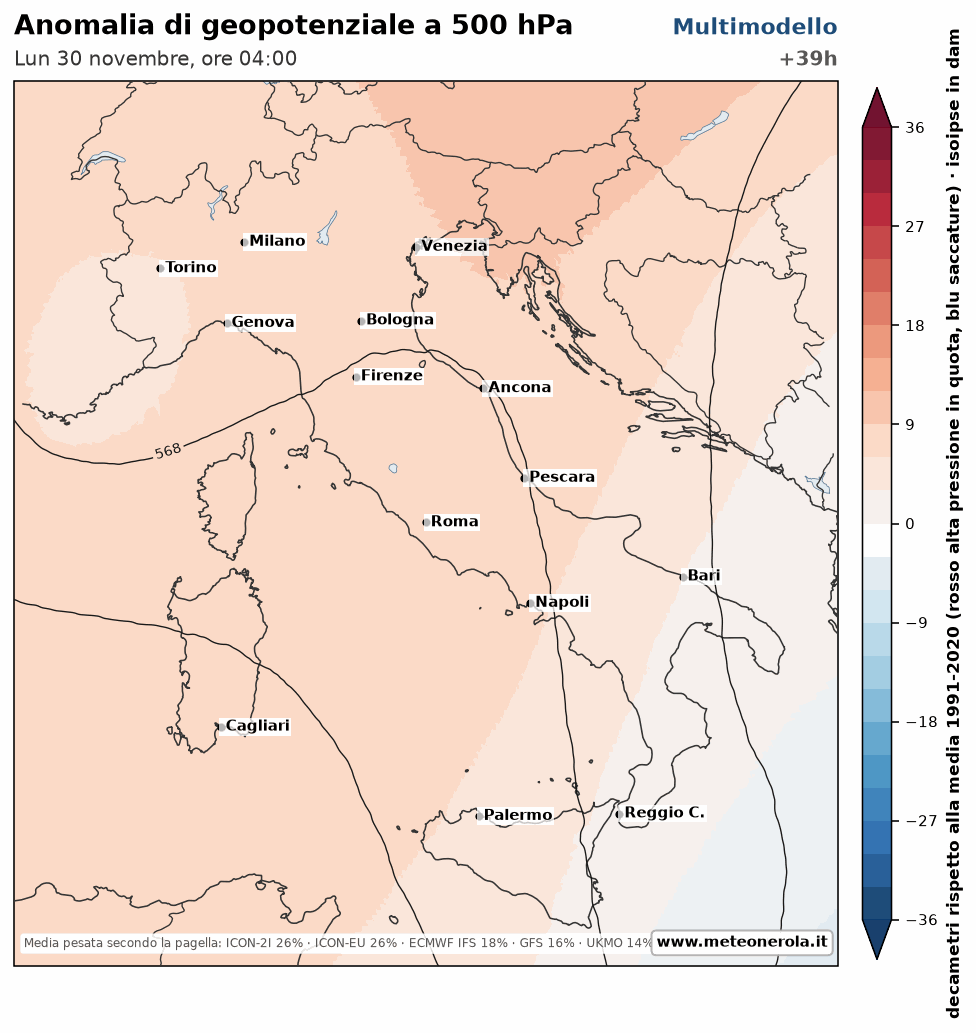 Anomalia di geopotenziale a 500 hPa
Multimodello
Lun 30 novembre, ore 04:00
+39h
Milano
Venezia
Torino
Genova
Bologna
Firenze
Ancona
568
Pescara
Roma
Bari
Napoli
Cagliari
Palermo
Reggio C.
Media pesata secondo la pagella: ICON-2I 26% · ICON-EU 26% · ECMWF IFS 18% · GFS 16% · UKMO 14%
www.meteonerola.it
36
27
18
9
0
−9
−18
−27
−36
decametri rispetto alla media 1991-2020 (rosso alta pressione in quota, blu saccature) · isoipse in dam